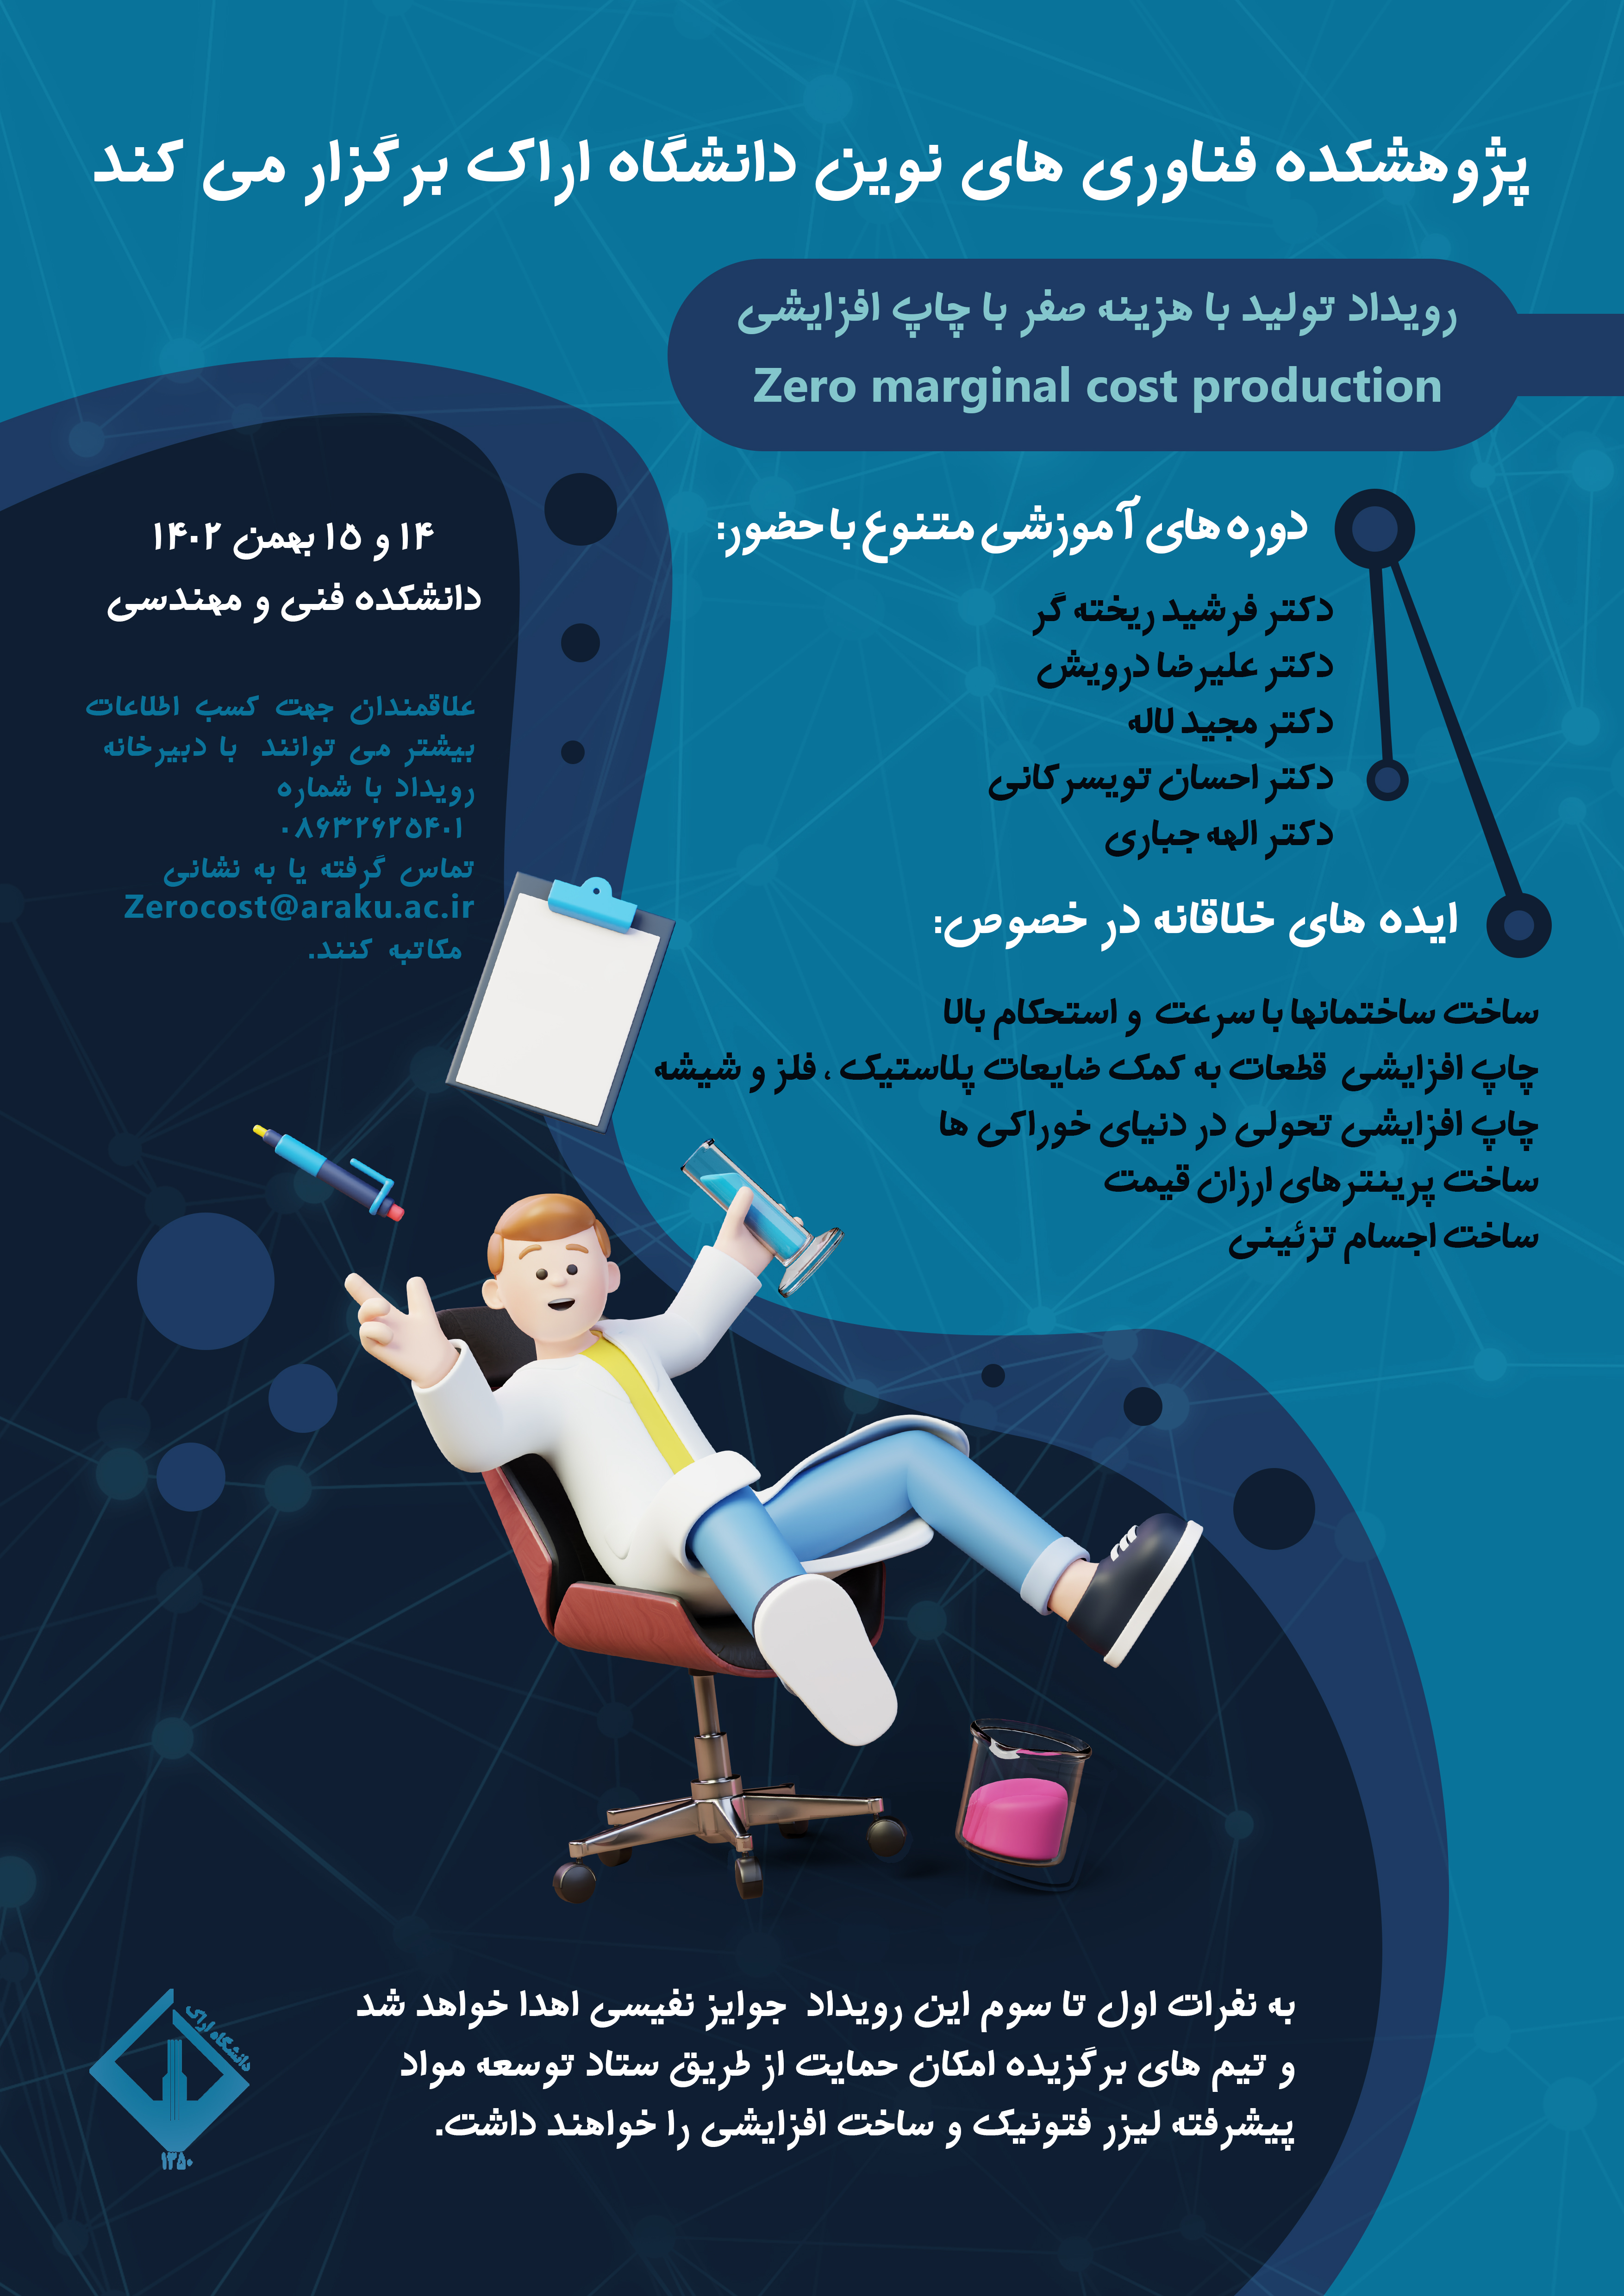 پژوهشکده فناوری های نوین دانشگاه اراک برگزار می کند
رویداد تولید با هزینه صفر با چاپ افزایشی
Zero marginal cost production
دوره های آموزشی متنوع با حضور:
دکتر فرشید ریخته گر
دکتر علیرضا درویش
دکتر مجید لاله
دکتر احسان تویسرکانی
دکتر الهه جباری
ایده های خلاقانه در خصوص:
ساخت ساختمانها با سرعت و استحکام بالا
چاپ افزایشی قطعات به کمک ضایعات پلاستیک ، فلز و شیشه
چاپ افزایشی تحولی در دنیای خوراکی ها
ساخت پرینترهای ارزان قیمت
ساخت اجسام تزئینی
۱۴ و ۱۵ بهمن ۱۴۰۲
دانشکده فنی و مهندسی
علاقمندان جهت کسب اطلاعات
بیشتر می توانند با دبیرخانه
رویداد با شماره
۰۸۶۳۲۶۲۵۴۰۱
تماس گرفته یا به نشانی
Zerocost@araku.ac.ir
مکاتبه کنند.
به نفرات اول تا سوم این رویداد جوایز نفیسی اهدا خواهد شد
و تیم های برگزیده امکان حمایت از طریق ستاد توسعه مواد
پیشرفته لیزر فتونیک و ساخت افزایشی را خواهند داشت.
دانشگاه اراک
۱۳۵۰